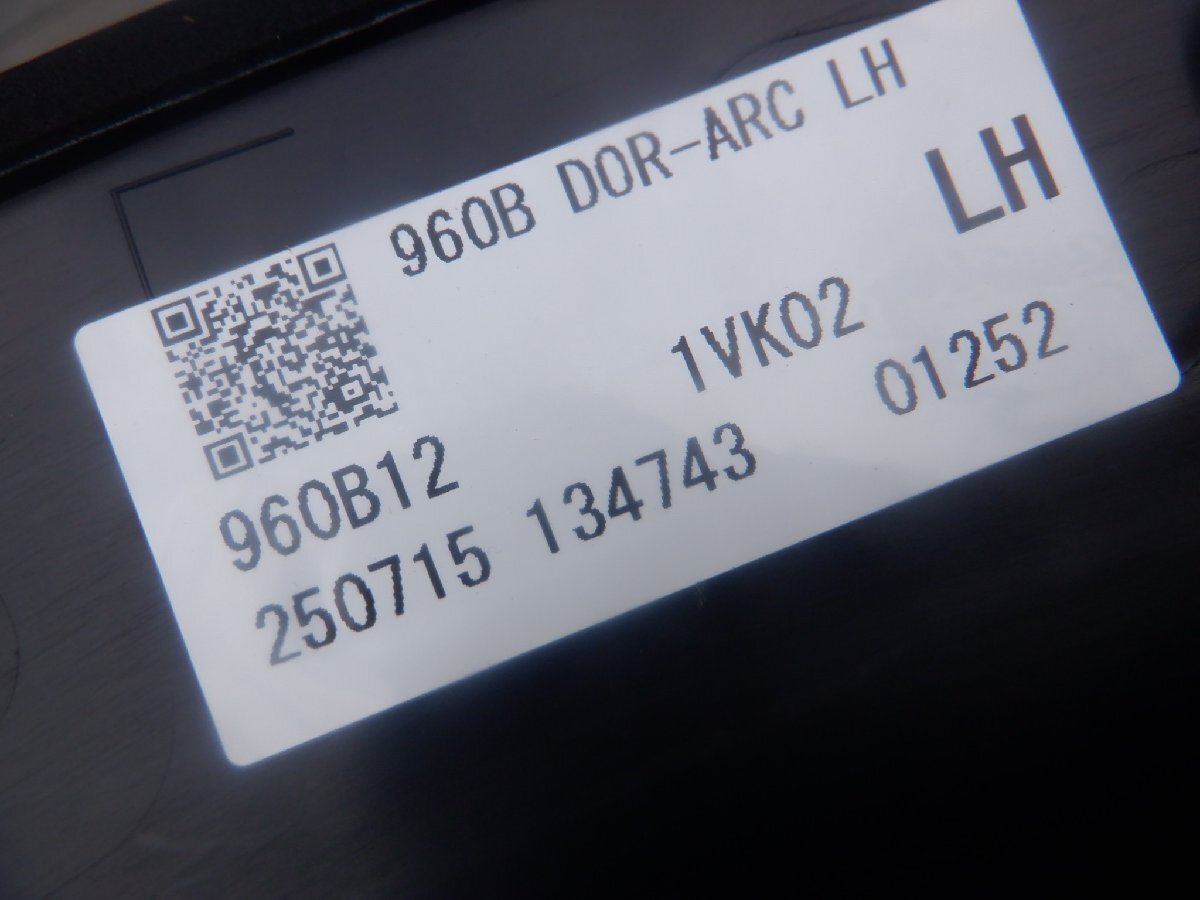 960B DOR-ARC LH
LH
1VK02
960B12
01252
250715 134743